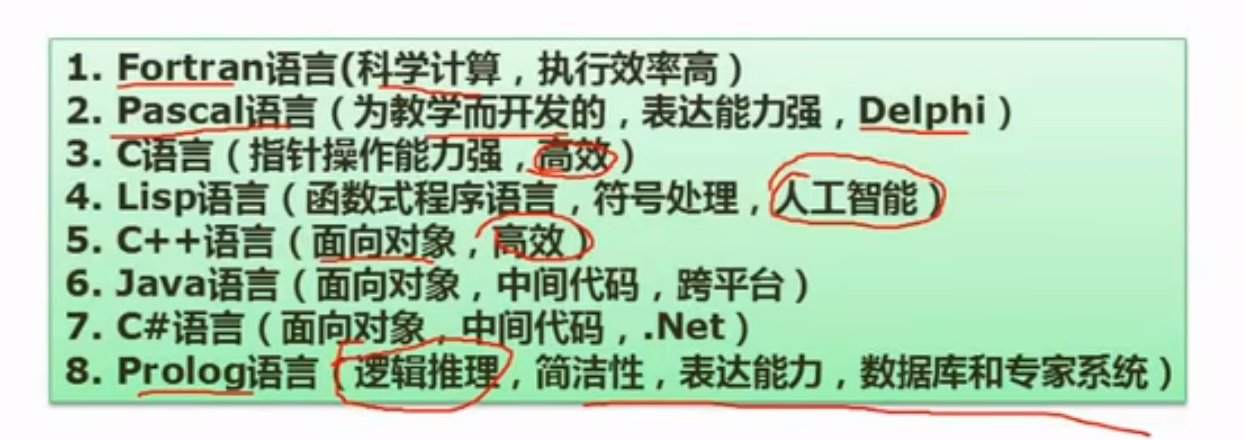 1. Fortran语言(科学计算，执行效率高）
2. Pascal语言（为教学而开发的，表达能力强，Delphi）
3. C语言（指针操作能力强，高效）
4. Lisp语言（函数式程序语言，符号处理，人工智能）
5. C++语言（面向对象，高效）
6. Java语言（面向对象，中间代码，跨平台）
7. C#语言（面向对象，中间代码，.Net）
8. Prolog语言（逻辑推理，简洁性，表达能力，数据库和专家系统）